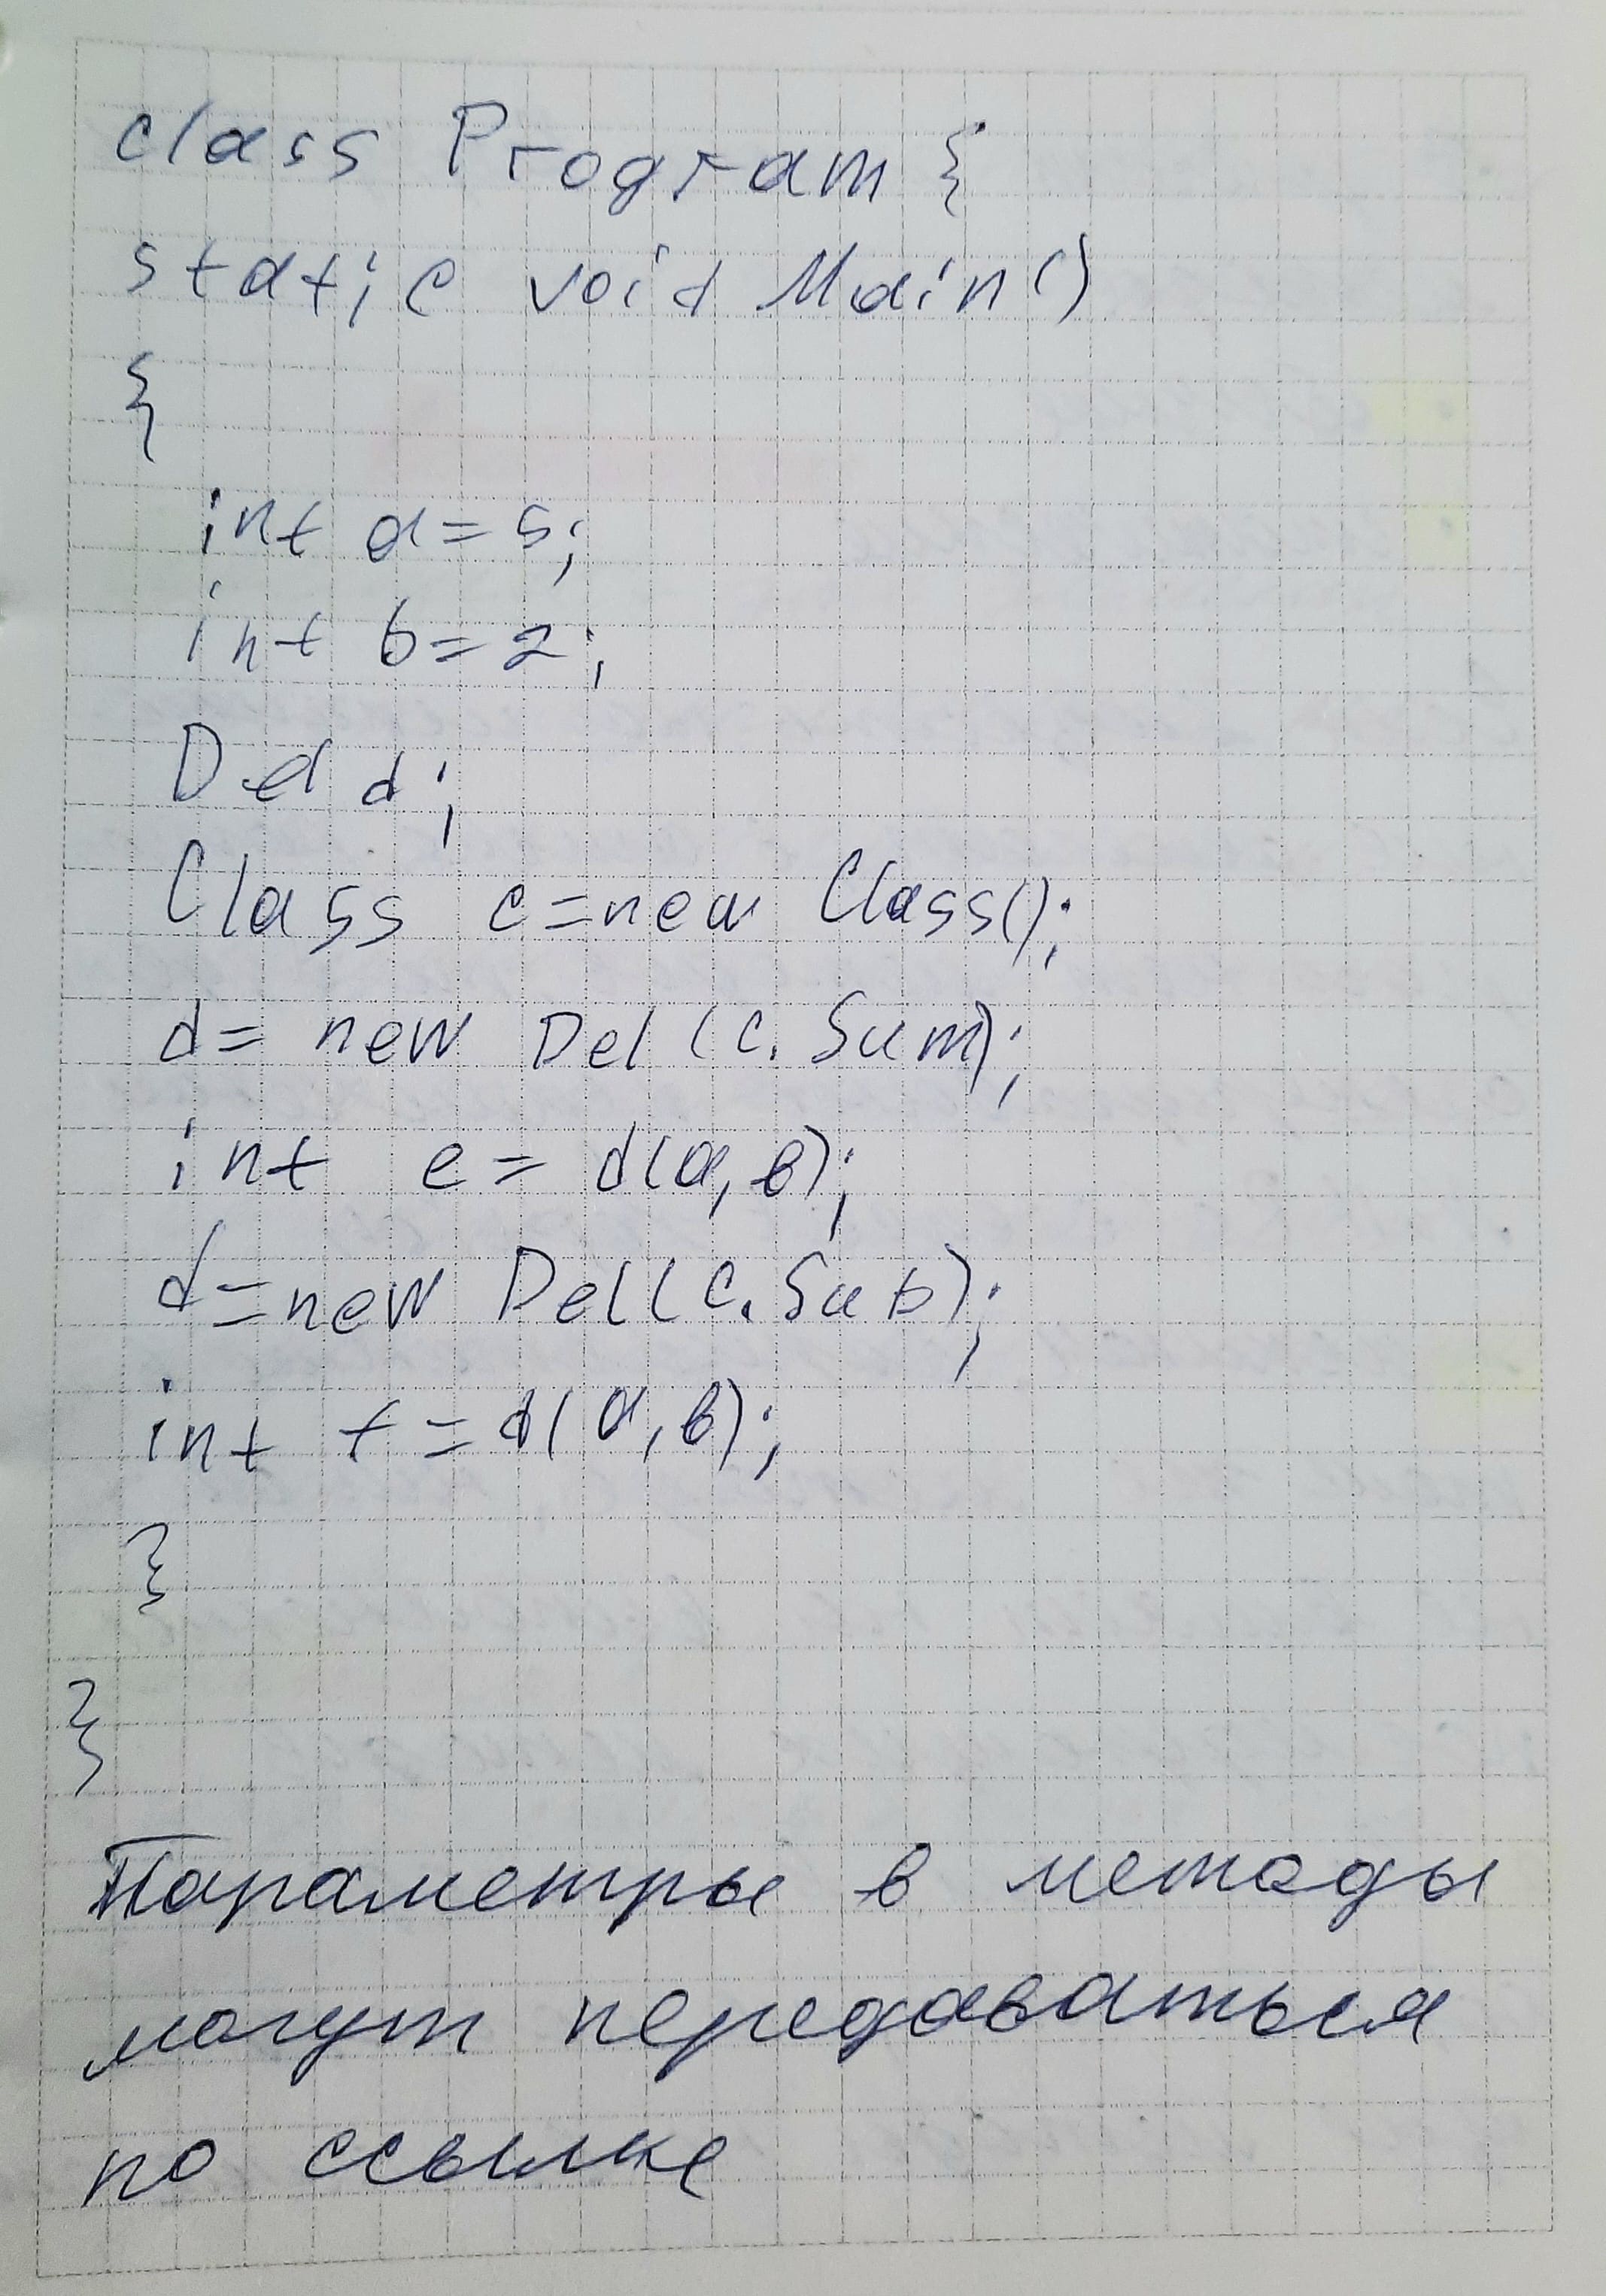 class Program {
static void Main()
{
int a = 5;
int b = 2;
Del d;
Class c = new Class();
d = new Del (c. Sum);
int e = d(a, b);
d = new Del (c. Sub);
int f = d(a, b);
}
}
Параметры в методы
могут передаваться
по ссылке